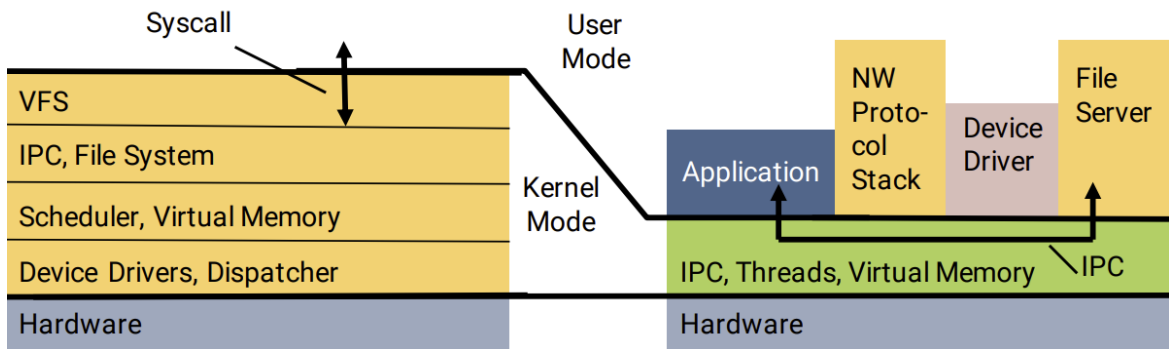 Syscall
User
Mode
VFS
IPC, File System
Scheduler, Virtual Memory
Device Drivers, Dispatcher
Hardware
Kernel
Mode
Application
NW
Proto-
col
Stack
Device
Driver
File
Server
IPC, Threads, Virtual Memory
IPC
Hardware